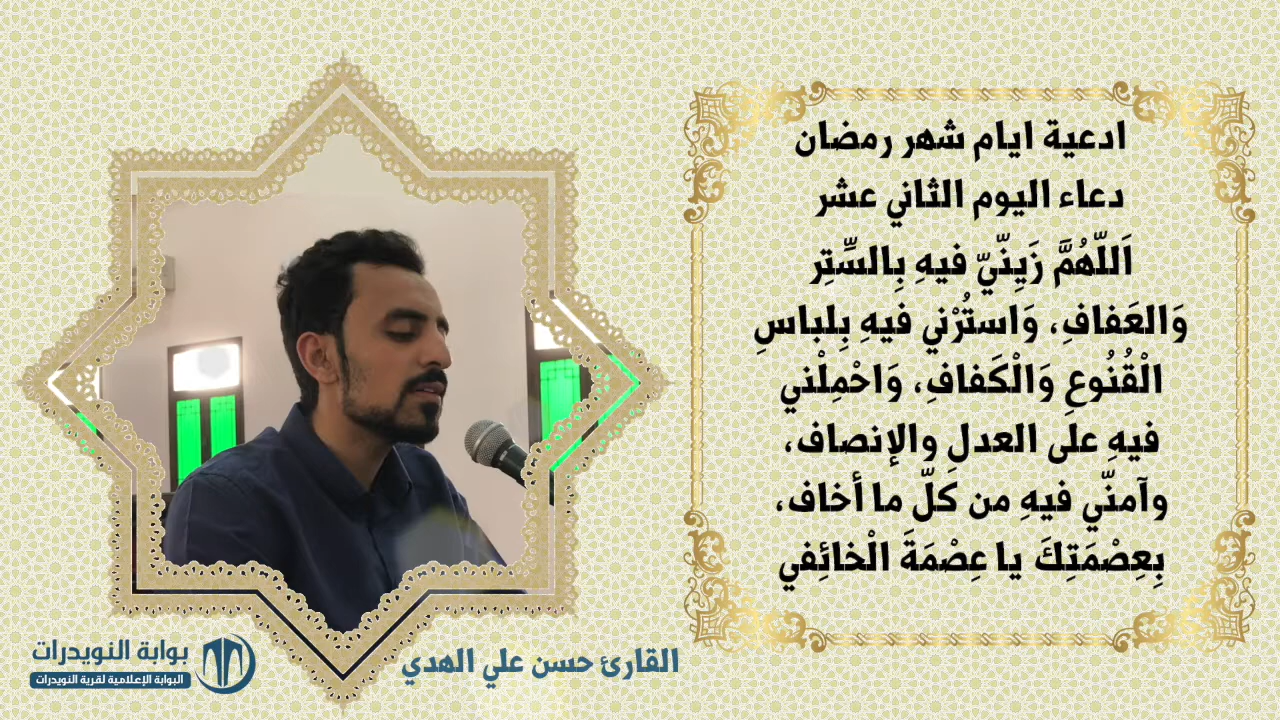 ادعية ايام شهر رمضان
دعاء اليوم الثاني عشر
اَللّهُمَّ زَيِنّيّ فيهِ بِالسِّترِ
وَالعَفافِ، وَاستُرْني فيهِ بِلباسِ
الْقُنُوعِ وَالْكَفافِ، وَاحْمِلْني
فيهِ على العدلِ والإنصاف،
وآمنّي فيهِ من كلّ ما أخاف،
بِعِصْمَتِكَ يا عِصْمَةَ الْخائِفي
القارئ حسن علي الهدي
بوابة النويدرات
البوابة الإعلامية لقرية النويدرات